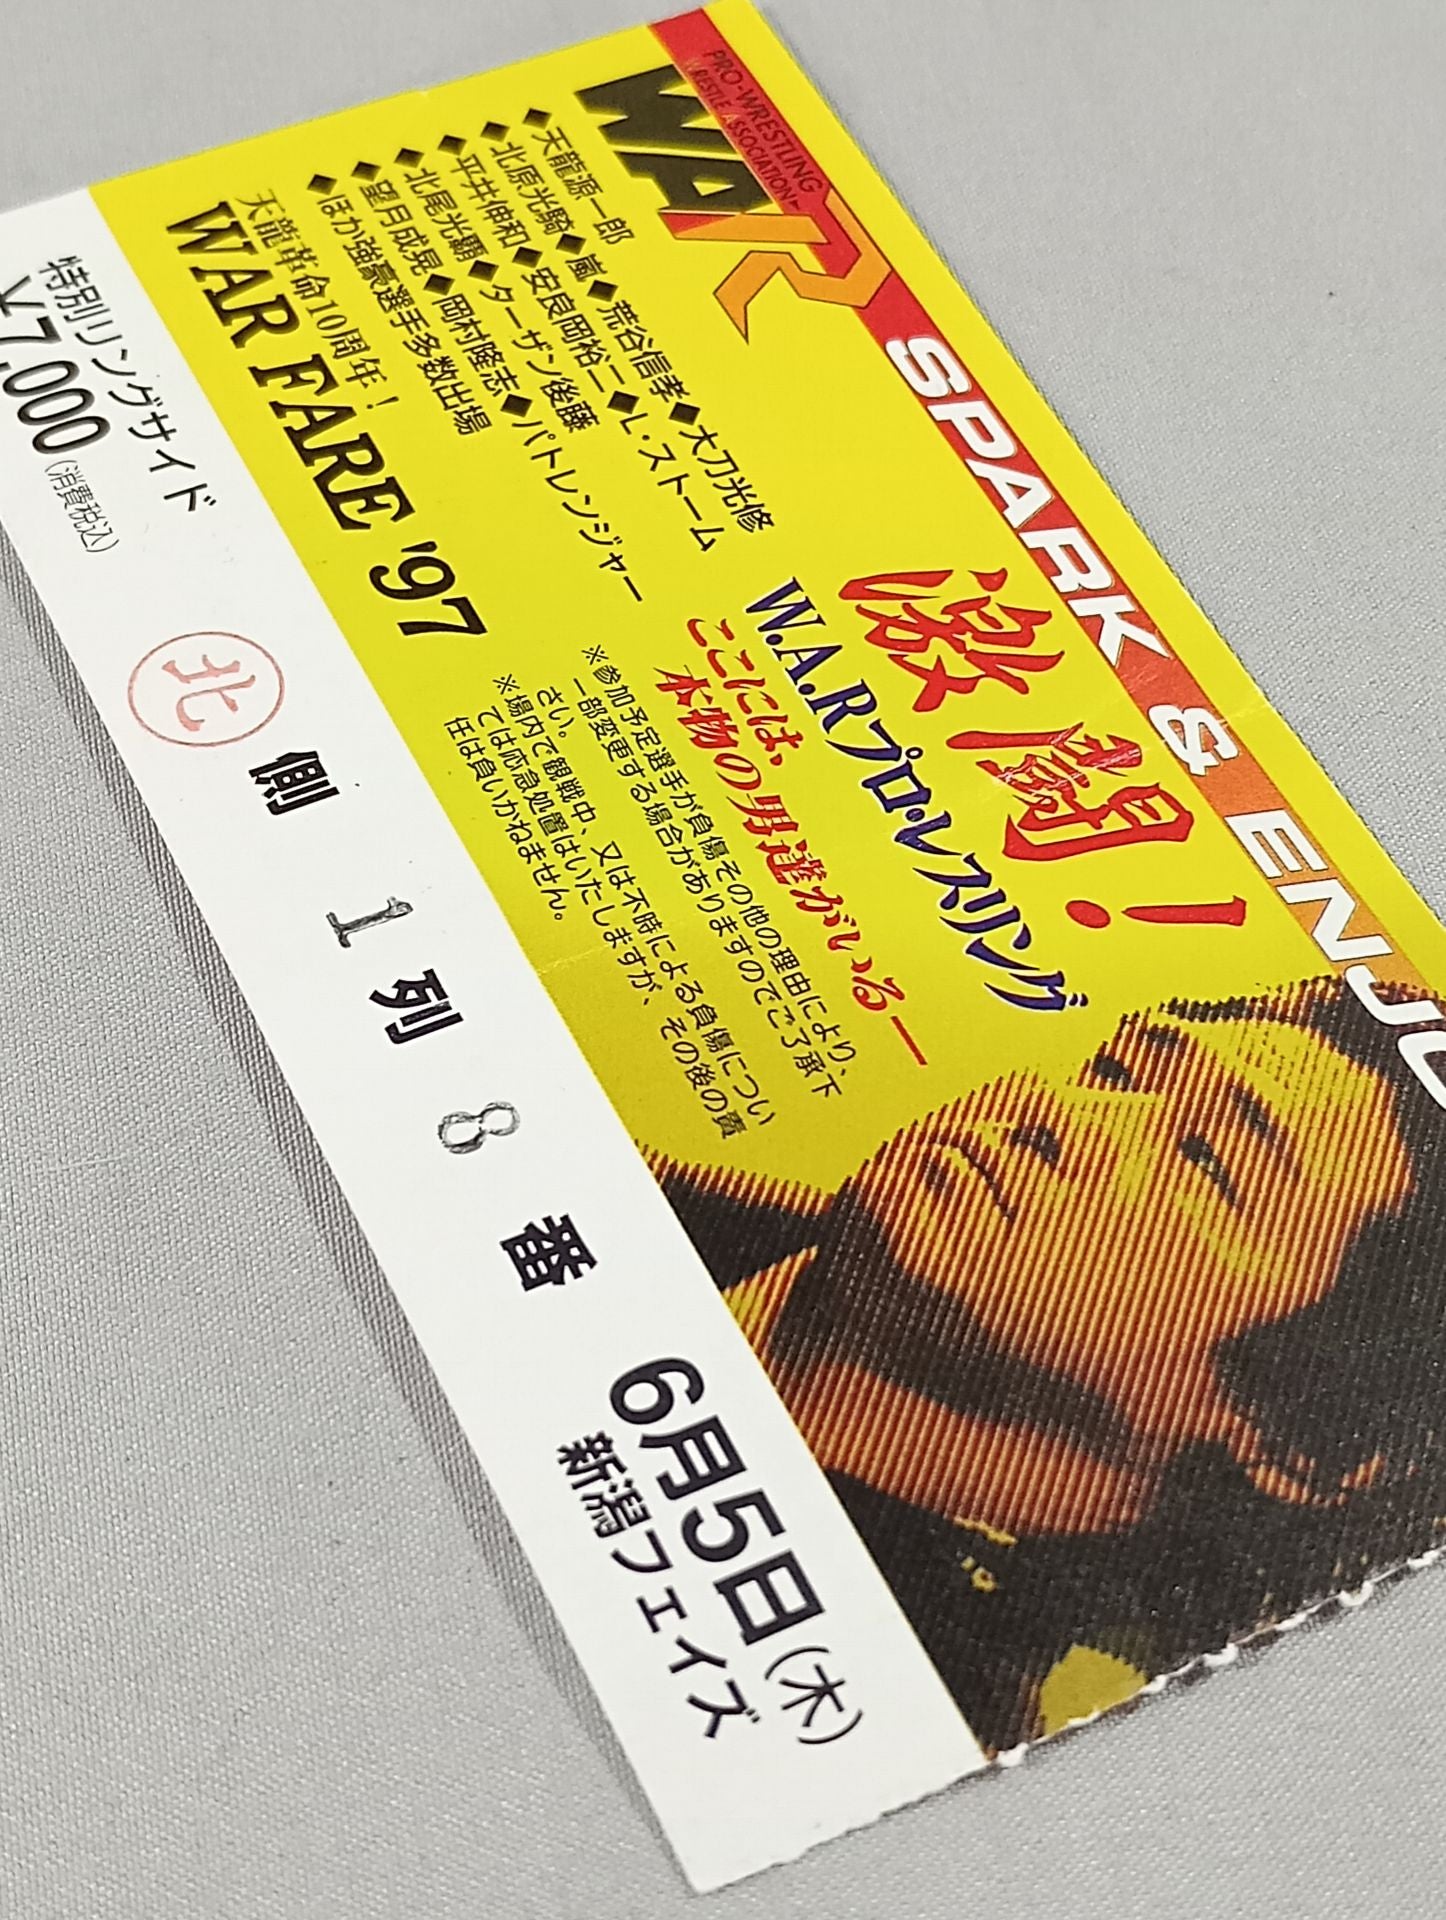 PRO-WRESTLING
WRESTLE ASSOCIATION
WAR SPARK & ENJO
◆天龍源一郎
◆北原光騎◆嵐◆荒谷信孝◆大刀光修
◆平井伸和◆安良岡裕二◆L・ストーム
◆北尾光覇◆ターザン後藤
◆望月成晃◆岡村隆志◆パトレンジャー
◆ほか強豪選手多数出場
天龍革命10周年!
WAR FARE '97
激闘!
W.A.Rプロ・レスリング
ここには、
本物の男達がいるー
※参加予定選手が負傷その他の理由により、
一部変更する場合がありますのでご了承下
さい。
※場内で観戦中、又は不時による負傷につい
ては応急処置はいたしますが、その後の責
任は負いかねません。
特別リングサイド
¥7,000(消費税込)
北 側 1 列 8 番
6月5日(木)
新潟フェイズ